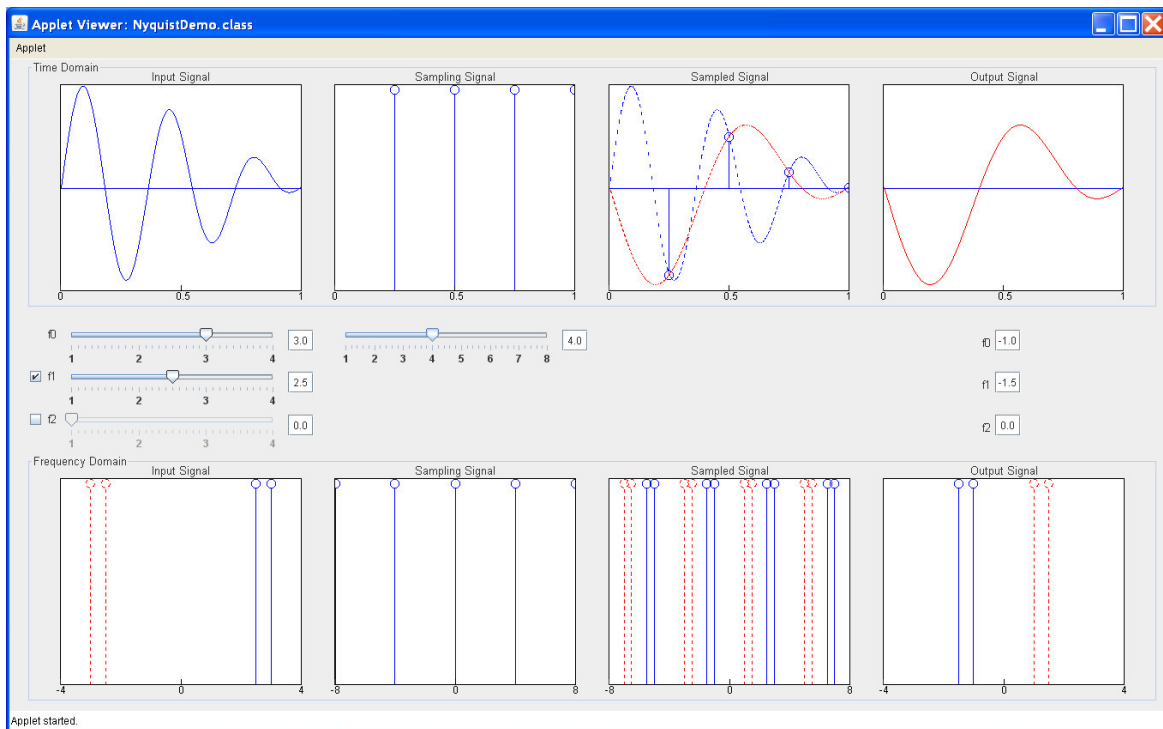 Applet Viewer: NyquistDemo.class
Applet
Time Domain
Input Signal
Sampling Signal
Sampled Signal
Output Signal
0 0.5 1
0 0.5 1
0 0.5 1
0 0.5 1
f0
3.0
4.0
f0 -1.0
1 2 3 4
1 2 3 4 5 6 7 8
f1
2.5
f1 -1.5
1 2 3 4
f2
0.0
f2 0.0
1 2 3 4
Frequency Domain
Input Signal
Sampling Signal
Sampled Signal
Output Signal
-4 0 4
-8 0 8
-8 0 8
-4 0 4
Applet started.